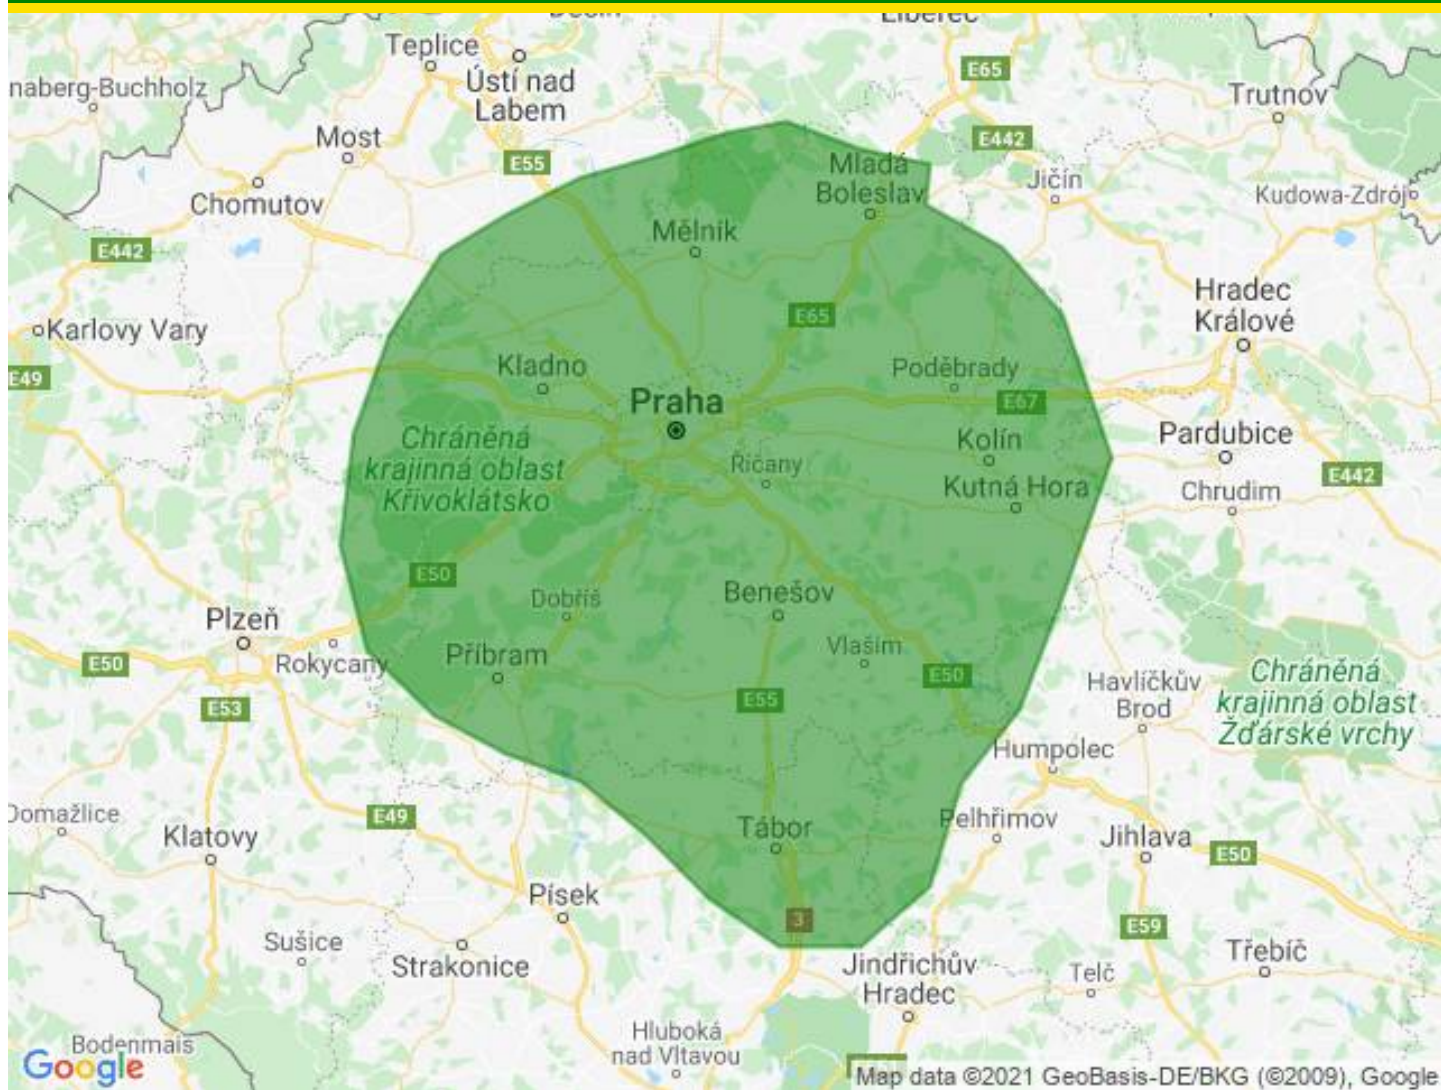 Liberec
Teplice
Ústí nad
Labem
E65
naberg-Buchholz
Trutnov
Most
E55
E442
Mladá
Boleslav
Jičín
Chomutov
Kudowa-Zdrój
E442
Mělník
Hradec
Králové
Karlovy Vary
E65
Kladno
Poděbrady
E49
Praha
E67
Chráněná
krajinná oblast
Křivoklátsko
Říčany
Kolín
Pardubice
Kutná Hora
E442
Chrudim
E50
Dobříš
Benešov
Plzeň
Vlašim
Rokycany
Příbram
E50
E50
E55
E53
Havlíčkův
Brod
Chráněná
krajinná oblast
Žďárské vrchy
Humpolec
Domažlice
E49
Klatovy
Tábor
Pelhřimov
Jihlava
E50
Písek
3
E59
Sušice
Strakonice
Jindřichův
Hradec
Telč
Třebíč
Hluboká
nad Vltavou
Bodenmais
Google
Map data ©2021 GeoBasis-DE/BKG (©2009), Google